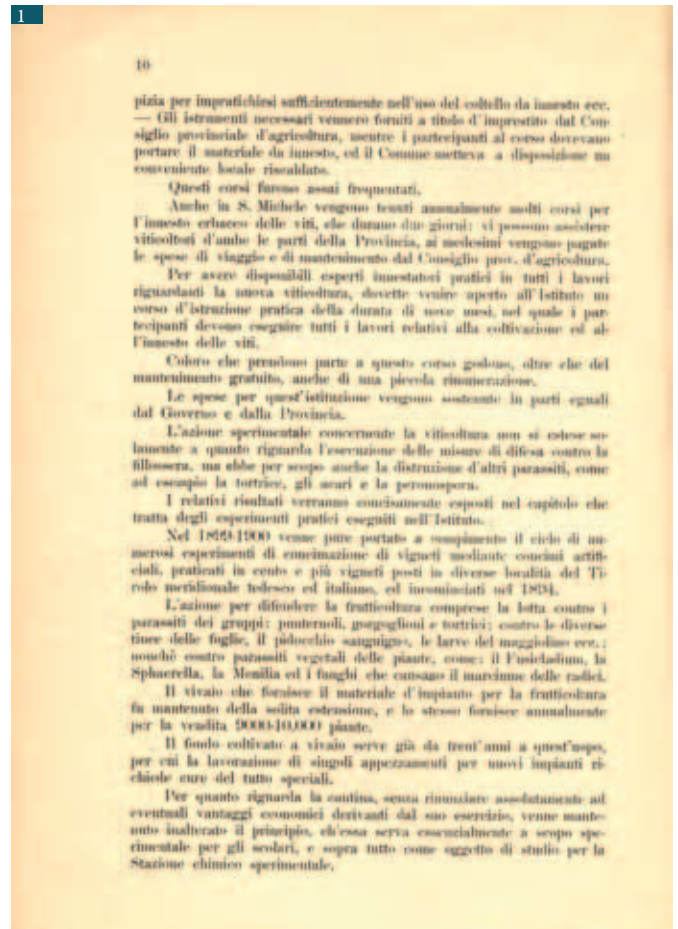 1
10
pizia per impratichirsi sufficientemente nell'uso del coltello da innesto ecc.
— Gli istrumenti necessari vennero forniti a titolo d'imprestito dal Con-
siglio provinciale d'agricoltura, mentre i partecipanti al corso dovevano
portare il materiale da innesto, ed il Comune metteva a disposizione un
conveniente locale riscaldato.
Questi corsi furono assai frequentati.
Anche in S. Michele vengono tenuti annualmente molti corsi per
l'innesto erbaceo delle viti, che durano due giorni; vi possono assistere
viticoltori d'ambe le parti della Provincia, ai medesimi vengono pagate
le spese di viaggio e di mantenimento dal Consiglio prov. d'agricoltura.
Per avere disponibili esperti innestatori pratici in tutti i lavori
riguardanti la nuova viticoltura, dovette venire aperto all'Istituto un
corso d'istruzione pratica della durata di nove mesi, nel quale i par-
tecipanti devono eseguire tutti i lavori relativi alla coltivazione ed al-
l'innesto delle viti.
Coloro che prendono parte a questo corso godono, oltre che del
mantenimento gratuito, anche di una piccola rimunerazione.
Le spese per quest'istituzione vengono sostenute in parti eguali
dal Governo e dalla Provincia.
L'azione sperimentale concernente la viticoltura non si estese so-
lamente a quanto riguarda l'esecuzione delle misure di difesa contro la
fillossera, ma ebbe per scopo anche la distruzione d'altri parassiti, come
ad esempio la tortrice, gli acari e la peronospora.
I relativi risultati verranno concisamente esposti nel capitolo che
tratta degli esperimenti pratici eseguiti nell'Istituto.
Nel 1899-1900 venne pure portato a compimento il ciclo di nu-
merosi esperimenti di concimazione di vigneti mediante concimi artifi-
ciali, praticati in cento e più vigneti posti in diverse località del Ti-
rolo meridionale tedesco ed italiano, ed incominciati nel 1894.
L'azione per difendere la frutticoltura comprese la lotta contro i
parassiti dei gruppi: punteruoli, gorgoglioni e tortrici; contro le diverse
tinee delle foglie, il pidocchio sanguigno, le larve del maggiolino ecc.;
nonchè contro parassiti vegetali delle piante, come: il Fusicladium, la
Sphaerella, la Monilia ed i funghi che causano il marciume delle radici.
Il vivaio che fornisce il materiale d'impianto per la frutticoltura
fu mantenuto della solita estensione, e lo stesso fornisce annualmente
per la vendita 9000-10,000 piante.
Il fondo coltivato a vivaio serve già da trent'anni a quest'uopo,
per cui la lavorazione di singoli appezzamenti per nuovi impianti ri-
chiede cure del tutto speciali.
Per quanto riguarda la cantina, senza rinunziare assolutamente ad
eventuali vantaggi economici derivanti dal suo esercizio, venne mante-
nuto inalterato il principio, ch'essa serva essenzialmente a scopo spe-
rimentale per gli scolari, e sopra tutto come oggetto di studio per la
Stazione chimico sperimentale.